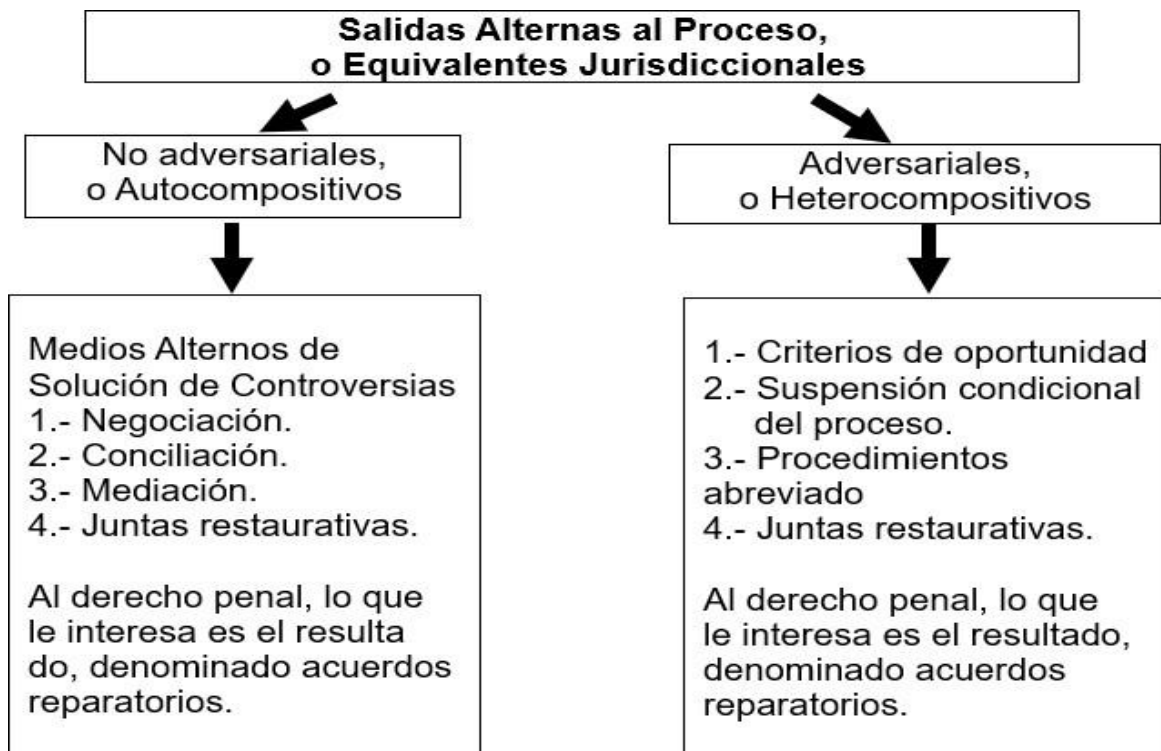 Salidas Alternas al Proceso,
o Equivalentes Jurisdiccionales
No adversariales,
o Autocompositivos
Adversariales,
o Heterocompositivos
Medios Alternos de
Solución de Controversias
1.- Negociación.
2.- Conciliación.
3.- Mediación.
4.- Juntas restaurativas.
Al derecho penal, lo que
le interesa es el resulta
do, denominado acuerdos
reparatorios.
1.- Criterios de oportunidad
2.- Suspensión condicional
del proceso.
3.- Procedimientos
abreviado
4.- Juntas restaurativas.
Al derecho penal, lo que
le interesa es el resultado,
denominado acuerdos
reparatorios.